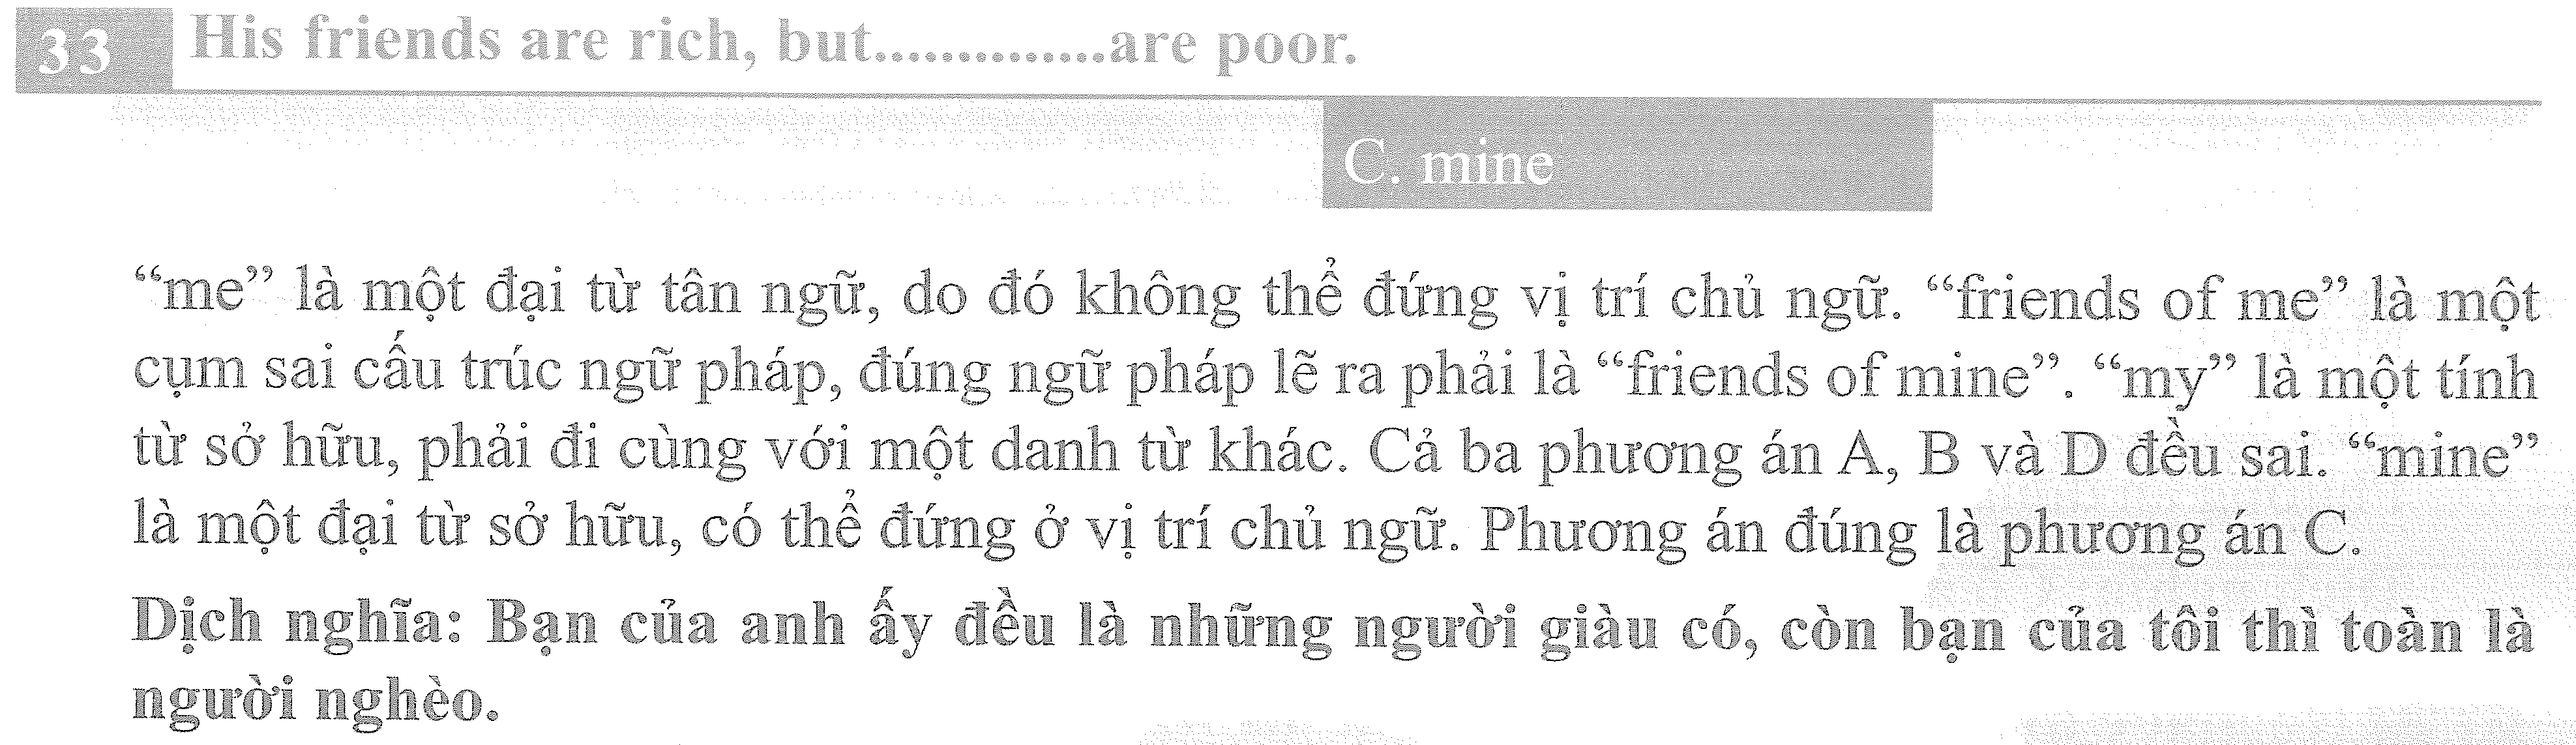 33 His friends are rich, but.............are poor.
C. mine
“me” là một đại từ tân ngữ, do đó không thể đứng vị trí chủ ngữ. “friends of me” là một
cụm sai cấu trúc ngữ pháp, đúng ngữ pháp lẽ ra phải là “friends of mine”. “my” là một tính
từ sở hữu, phải đi cùng với một danh từ khác. Cả ba phương án A, B và D đều sai. “mine”
là một đại từ sở hữu, có thể đứng ở vị trí chủ ngữ. Phương án đúng là phương án C.
Dịch nghĩa: Bạn của anh ấy đều là những người giàu có, còn bạn của tôi thì toàn là
người nghèo.